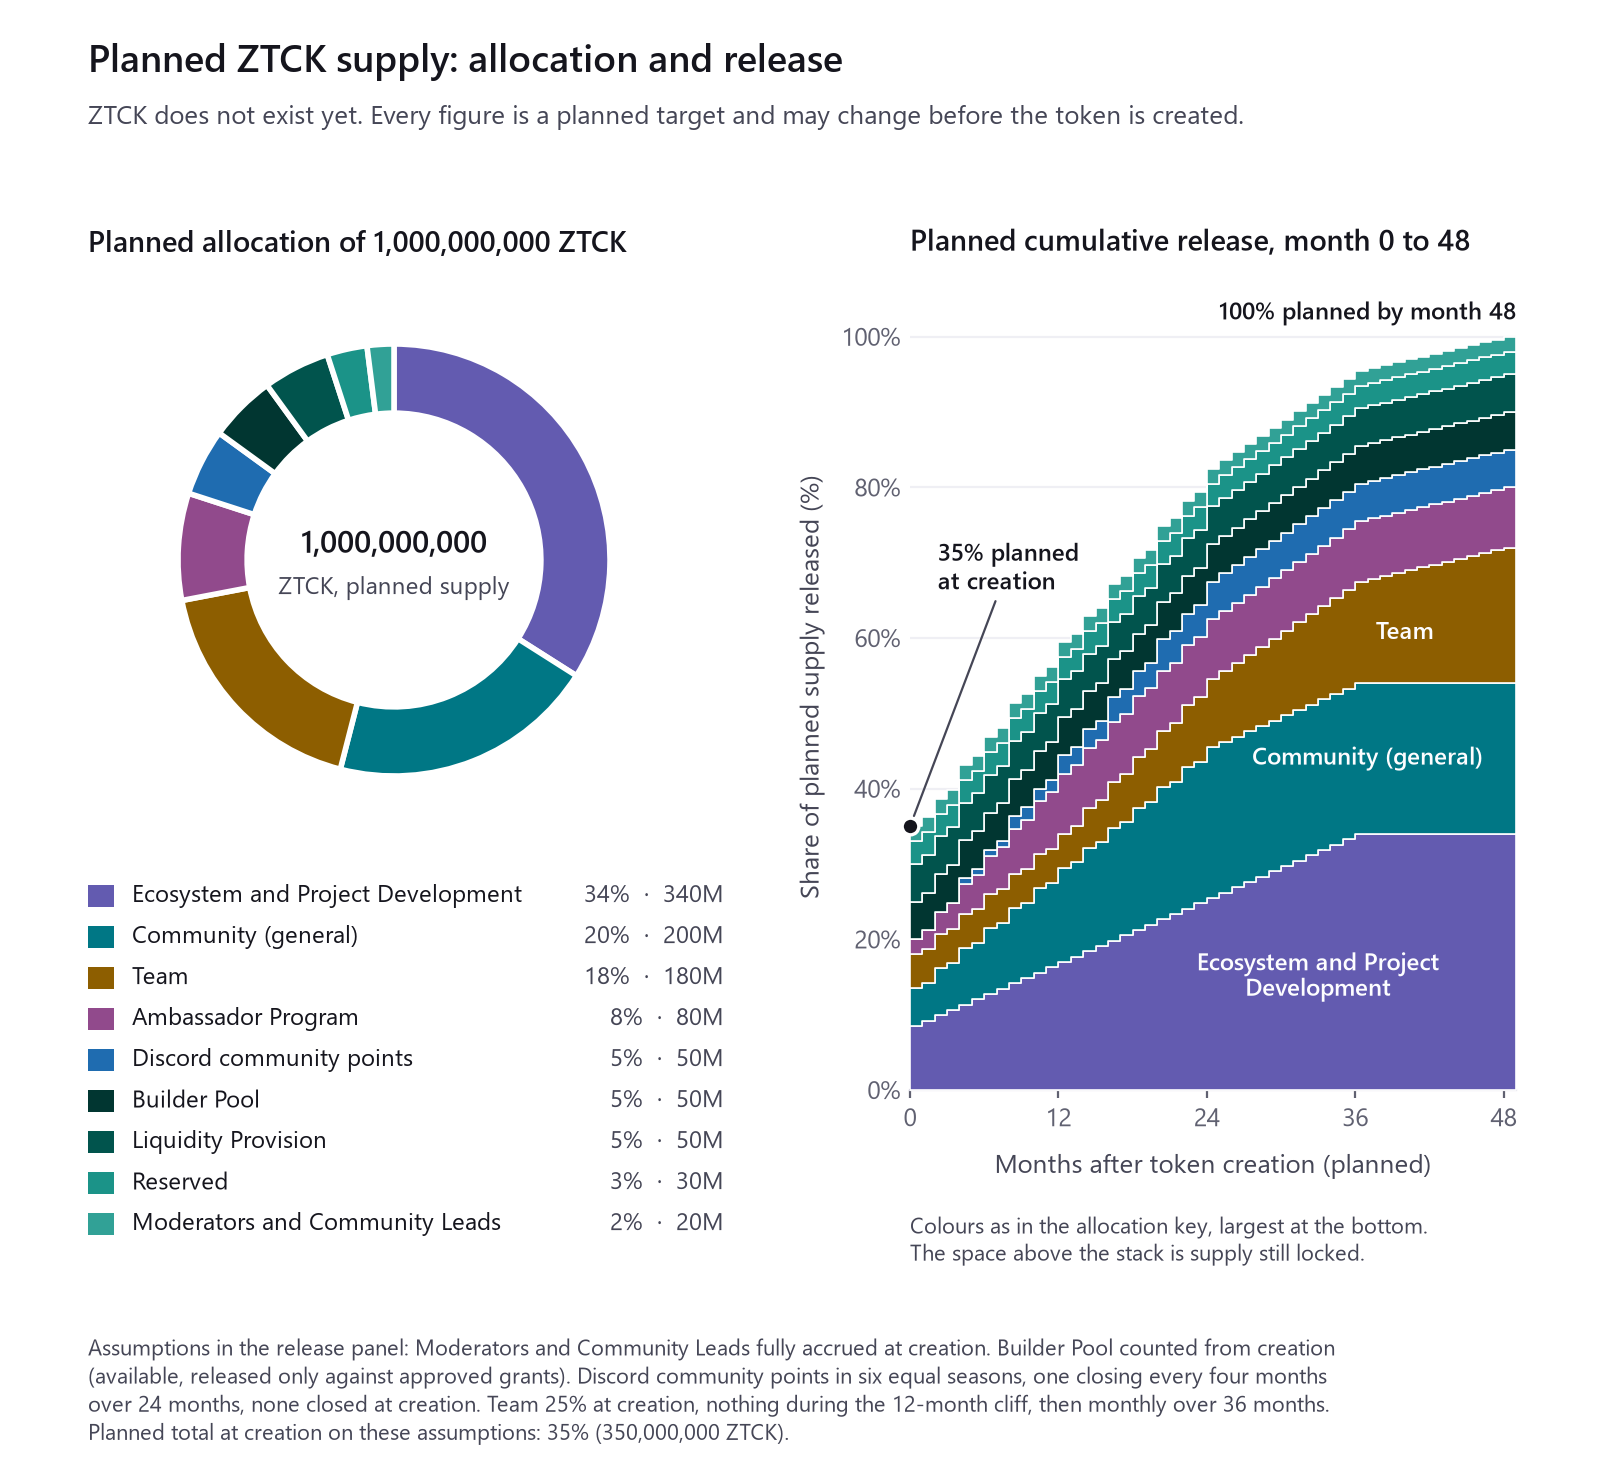 Planned ZTCK supply: allocation and release
ZTCK does not exist yet. Every figure is a planned target and may change before the token is created.
Planned allocation of 1,000,000,000 ZTCK
1,000,000,000
ZTCK, planned supply
Ecosystem and Project Development 34% · 340M
Community (general) 20% · 200M
Team 18% · 180M
Ambassador Program 8% · 80M
Discord community points 5% · 50M
Builder Pool 5% · 50M
Liquidity Provision 5% · 50M
Reserved 3% · 30M
Moderators and Community Leads 2% · 20M
Planned cumulative release, month 0 to 48
100% planned by month 48
100%
80%
60%
40%
20%
0%
Share of planned supply released (%)
35% planned
at creation
Team
Community (general)
Ecosystem and Project
Development
0 12 24 36 48
Months after token creation (planned)
Colours as in the allocation key, largest at the bottom.
The space above the stack is supply still locked.
Assumptions in the release panel: Moderators and Community Leads fully accrued at creation. Builder Pool counted from creation
(available, released only against approved grants). Discord community points in six equal seasons, one closing every four months
over 24 months, none closed at creation. Team 25% at creation, nothing during the 12-month cliff, then monthly over 36 months.
Planned total at creation on these assumptions: 35% (350,000,000 ZTCK).